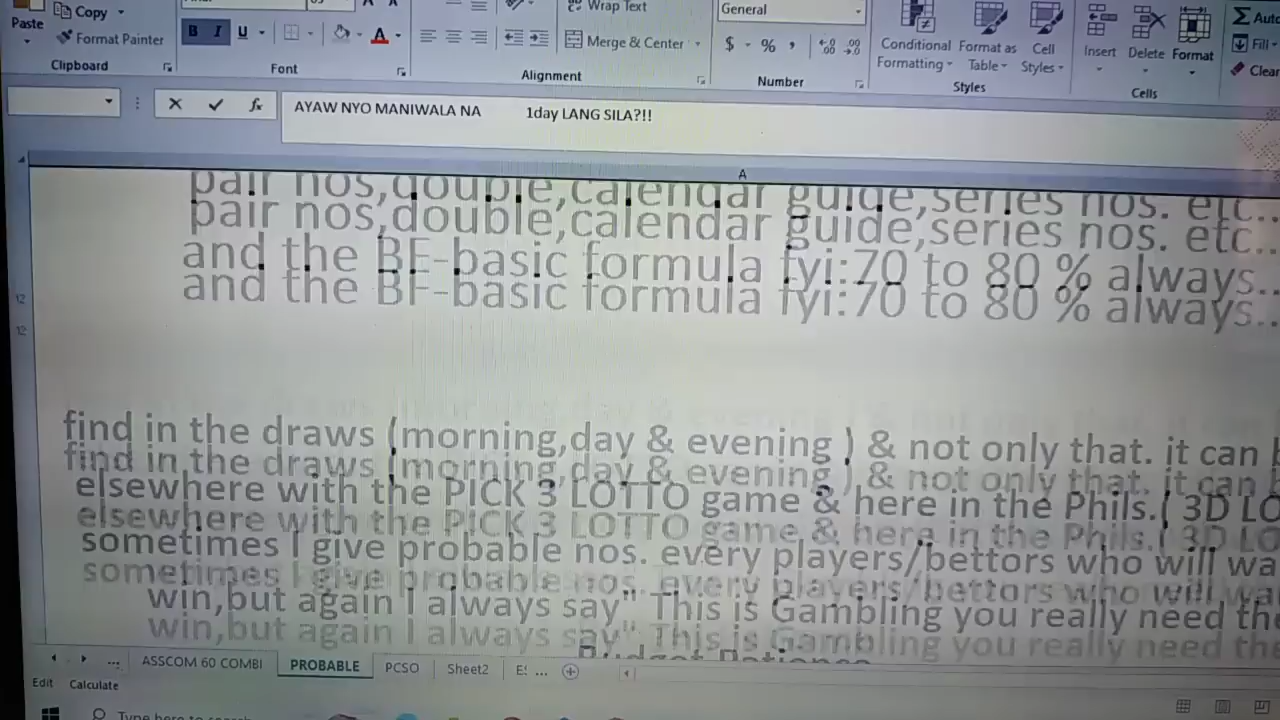 Copy
Paste
Format Painter
Clipboard
B I U A
Font
Wrap Text
Merge & Center
Alignment
General
$ % ,
Number
Conditional Formatting
Format as Table
Cell Styles
Styles
Insert Delete Format
Cells
Fill
Clear
fx AYAW NYO MANIWALA NA 1day LANG SILA?!!
A
pair nos,double,calendar guide,series nos. etc..
pair nos,double,calendar guide,series nos. etc..
and the BF-basic formula fyi:70 to 80 % always..
and the BF-basic formula fyi:70 to 80 % always..
12
12
find in the draws (morning,day & evening ) & not only that. it can
find in the draws (morning,day & evening ) & not only that. it can
elsewhere with the PICK 3 LOTTO game & here in the Phils.( 3D LO
elsewhere with the PICK 3 LOTTO game & here in the Phils.( 3D LO
sometimes I give probable nos. every players/bettors who will wa
sometimes I give probable nos. every players/bettors who will wa
win,but again I always say" This is Gambling you really need the
win,but again I always say" This is Gambling you really need the
... ASSCOM 60 COMBI PROBABLE PCSO Sheet2 E: ...
Edit Calculate
Type here to search